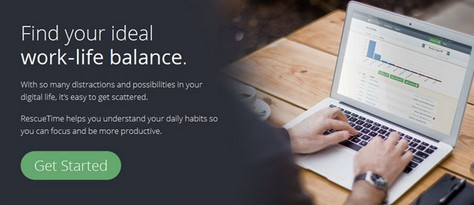 Find your ideal
work-life balance.
With so many distractions and possibilities in your
digital life, it's easy to get scattered.
RescueTime helps you understand your daily habits so
you can focus and be more productive.
Get Started